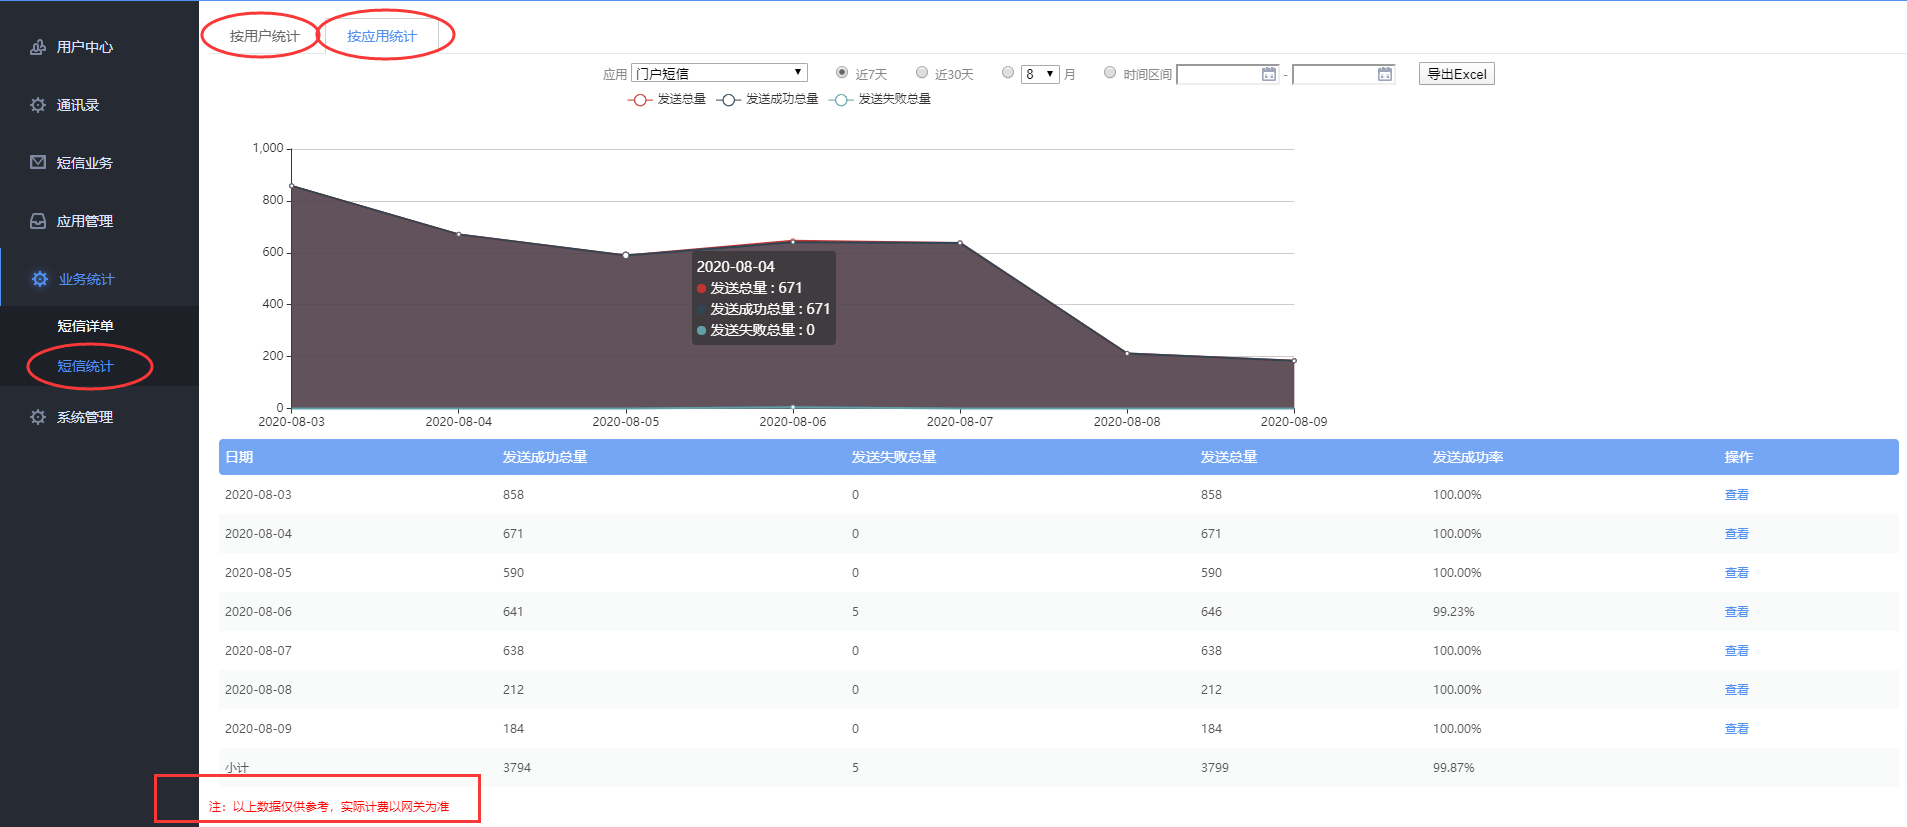 用户中心
通讯录
短信业务
应用管理
业务统计
短信详单
短信统计
系统管理
按用户统计 按应用统计
应用 门户短信 近7天 近30天 8 月 时间区间 - 导出Excel
发送总量 发送成功总量 发送失败总量
1,000
800
600
400
200
0
2020-08-04
发送总量 : 671
发送成功总量 : 671
发送失败总量 : 0
2020-08-03 2020-08-04 2020-08-05 2020-08-06 2020-08-07 2020-08-08 2020-08-09
日期 发送成功总量 发送失败总量 发送总量 发送成功率 操作
2020-08-03 858 0 858 100.00% 查看
2020-08-04 671 0 671 100.00% 查看
2020-08-05 590 0 590 100.00% 查看
2020-08-06 641 5 646 99.23% 查看
2020-08-07 638 0 638 100.00% 查看
2020-08-08 212 0 212 100.00% 查看
2020-08-09 184 0 184 100.00% 查看
小计 3794 5 3799 99.87%
注：以上数据仅供参考，实际计费以网关为准